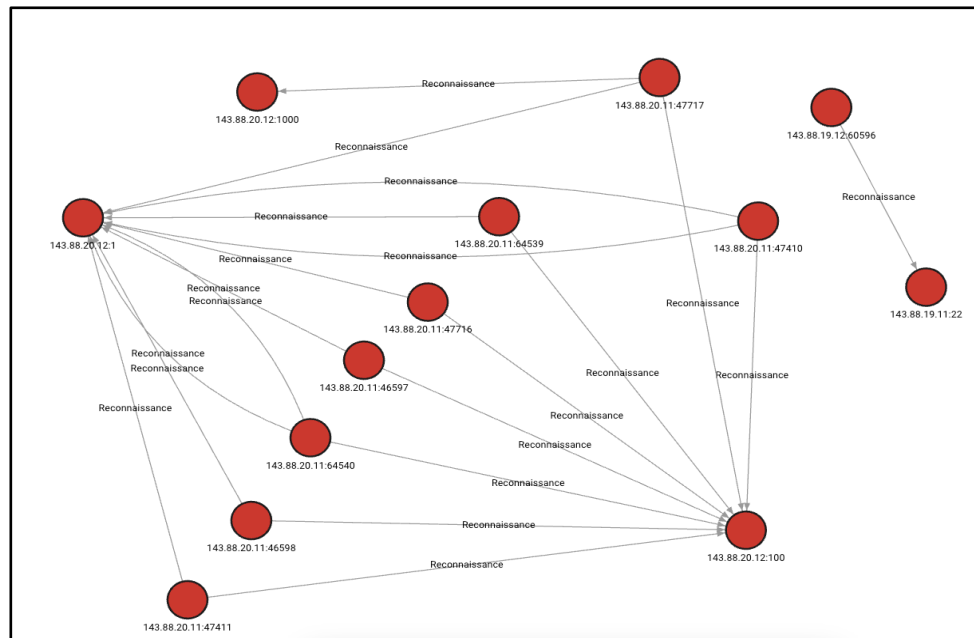 Reconnaissance
143.88.20.12:1000
143.88.20.11:47717
143.88.19.12:60596
Reconnaissance
Reconnaissance
Reconnaissance
Reconnaissance
143.88.20.12:1
143.88.20.11:64539
143.88.20.11:47410
Reconnaissance
Reconnaissance
Reconnaissance
Reconnaissance
Reconnaissance
143.88.19.11:22
143.88.20.11:47716
Reconnaissance
Reconnaissance
Reconnaissance
Reconnaissance
Reconnaissance
143.88.20.11:46597
Reconnaissance
Reconnaissance
Reconnaissance
143.88.20.11:64540
Reconnaissance
Reconnaissance
143.88.20.11:46598
143.88.20.12:100
Reconnaissance
143.88.20.11:47411